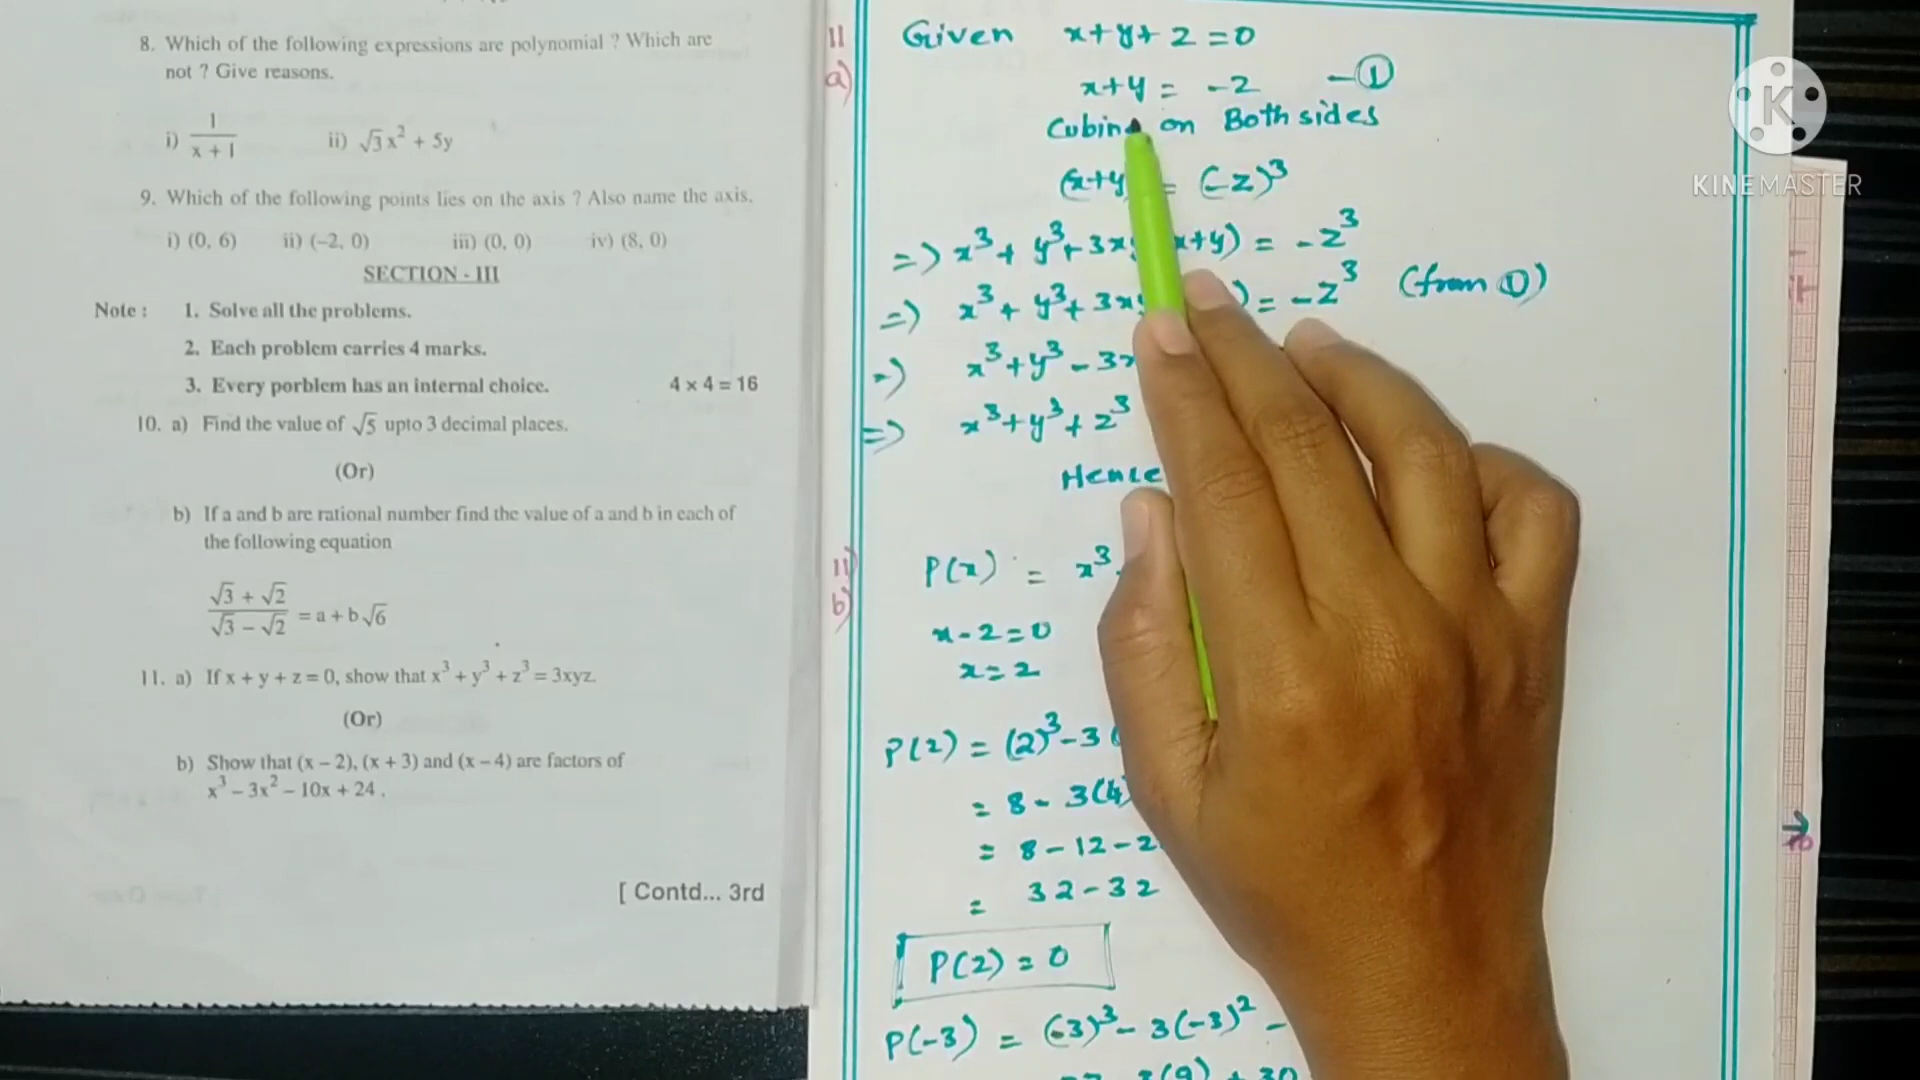 8. Which of the following expressions are polynomial ? Which are
not ? Give reasons.
i) 1/(x + 1) ii) √3x² + 5y
9. Which of the following points lies on the axis ? Also name the axis.
i) (0, 6) ii) (–2, 0) iii) (0, 0) iv) (8, 0)
SECTION - III
Note : 1. Solve all the problems.
2. Each problem carries 4 marks.
3. Every porblem has an internal choice. 4 × 4 = 16
10. a) Find the value of √5 upto 3 decimal places.
(Or)
b) If a and b are rational number find the value of a and b in each of
the following equation
(√3 + √2)/(√3 – √2) = a + b√6
11. a) If x + y + z = 0, show that x³ + y³ + z³ = 3xyz.
(Or)
b) Show that (x – 2), (x + 3) and (x – 4) are factors of
x³ – 3x² – 10x + 24 .
[ Contd... 3rd
11 Given x+y+z=0
a) x+y = -z -①
Cubing on Both sides
(x+y = (-z)³
=> x³+ y³+3x x+y) = -z³
=> x³+ y³+ 3x ) = -z³ (from ①)
=> x³+y³-3x
=> x³+y³+z³
Hence
11) P(x) = x³
b) x-2=0
x=2
P(2) = (2)³-3
= 8-3(4)
= 8-12-2
= 32-32
P(2)=0
P(-3) = (-3)³-3(-3)²-
3(9) + 30
KINEMASTER